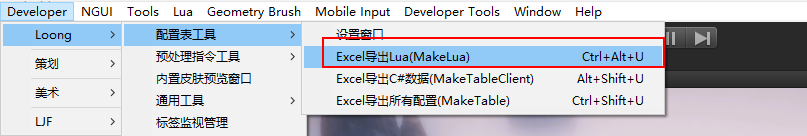 Developer NGUI Tools Lua Geometry Brush Mobile Input Developer Tools Window Help
Loong
策划
美术
LJF
配置表工具
预处理指令工具
内置皮肤预览窗口
通用工具
标签监视管理
设置窗口
Excel导出Lua(MakeLua) Ctrl+Alt+U
Excel导出C#数据(MakeTableClient) Alt+Shift+U
Excel导出所有配置(MakeTable) Ctrl+Shift+U